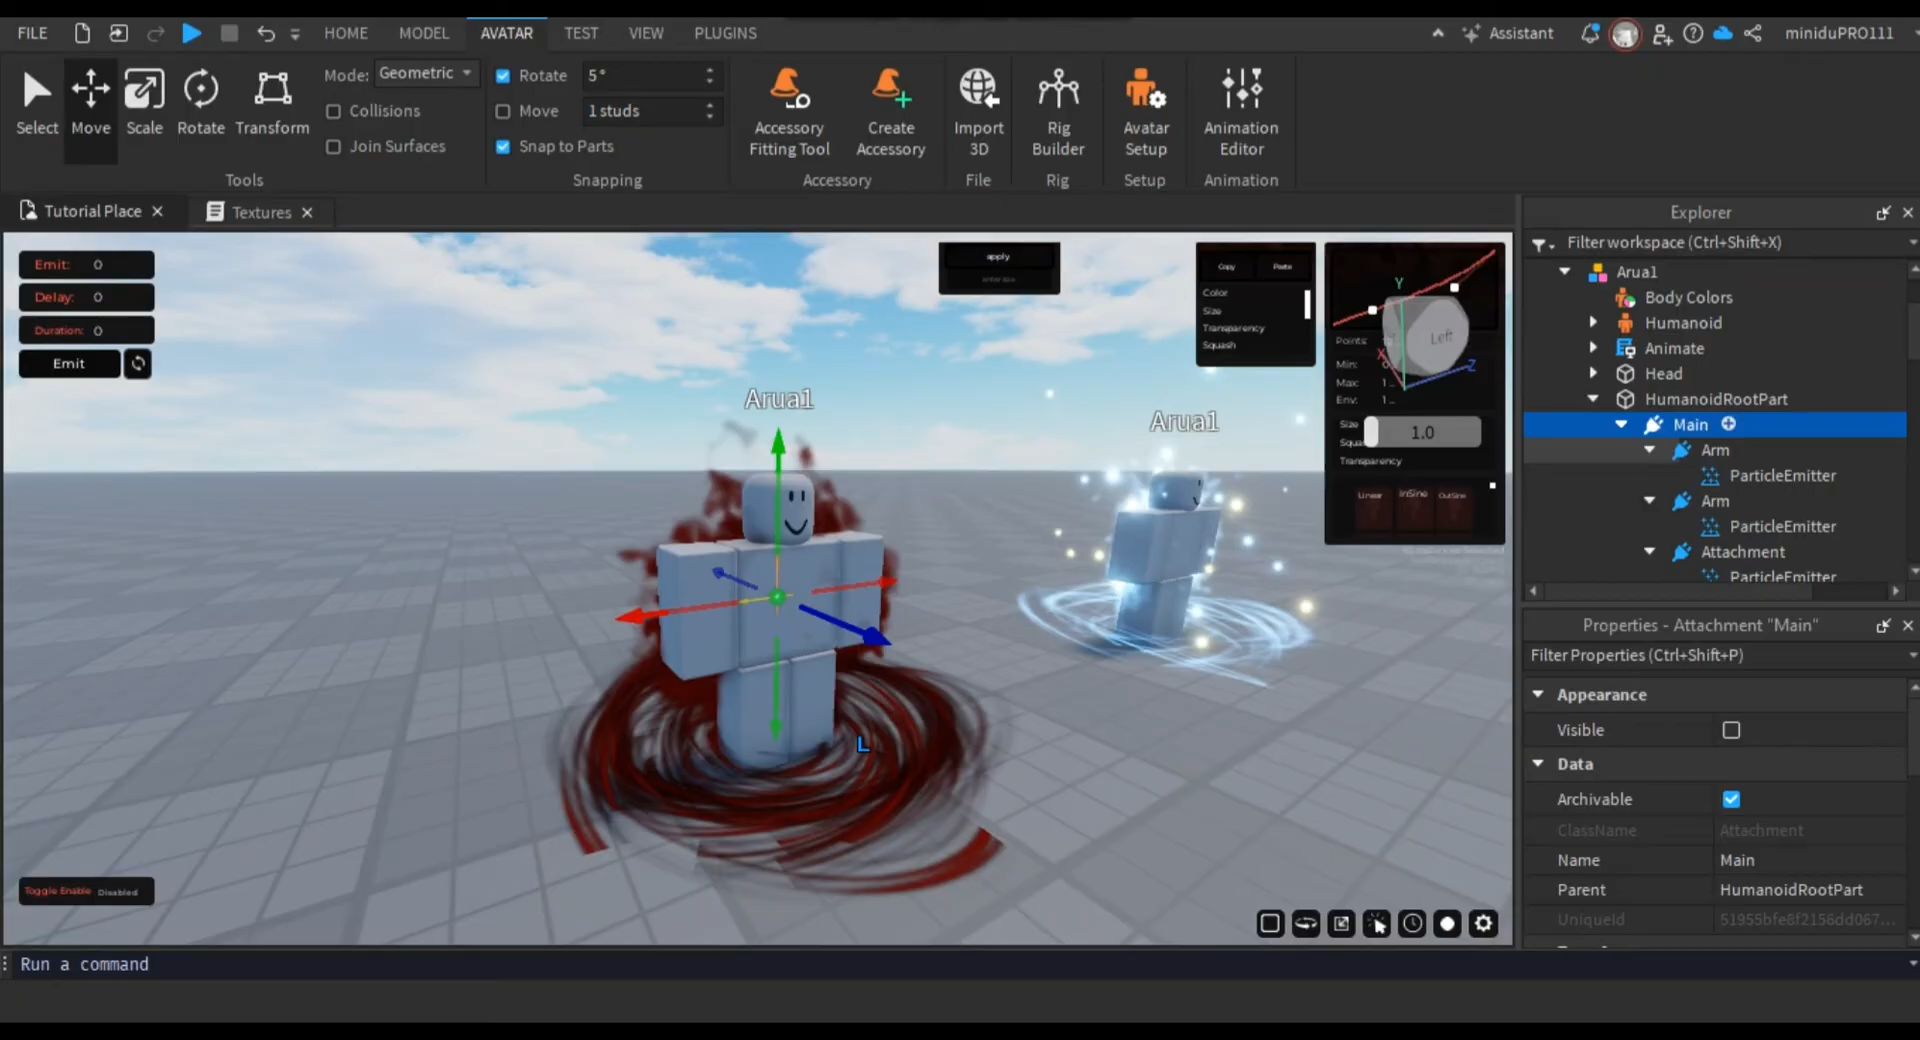 FILE HOME MODEL AVATAR TEST VIEW PLUGINS Assistant miniduPRO111
Select Move Scale Rotate Transform
Tools
Mode: Geometric
Collisions
Join Surfaces
Rotate 5°
Move 1 studs
Snap to Parts
Snapping
Accessory Fitting Tool
Create Accessory
Accessory
Import 3D
File
Rig Builder
Rig
Avatar Setup
Setup
Animation Editor
Animation
Tutorial Place
Textures
Emit: 0
Delay: 0
Duration: 0
Emit
apply
Copy Paste
Color
Size
Transparency
Squash
Y
X
Z
Left
Points:
Min:
Max: 1
Env: 1
Size 1.0
Transparency
Linear InSine OutSine
Arua1
Arua1
L
Toggle Enable Disabled
Run a command
Explorer
Filter workspace (Ctrl+Shift+X)
Arua1
Body Colors
Humanoid
Animate
Head
HumanoidRootPart
Main
Arm
ParticleEmitter
Arm
ParticleEmitter
Attachment
ParticleEmitter
Properties - Attachment "Main"
Filter Properties (Ctrl+Shift+P)
Appearance
Visible
Data
Archivable
ClassName Attachment
Name Main
Parent HumanoidRootPart
UniqueId 51955bfe8f2156dd067...